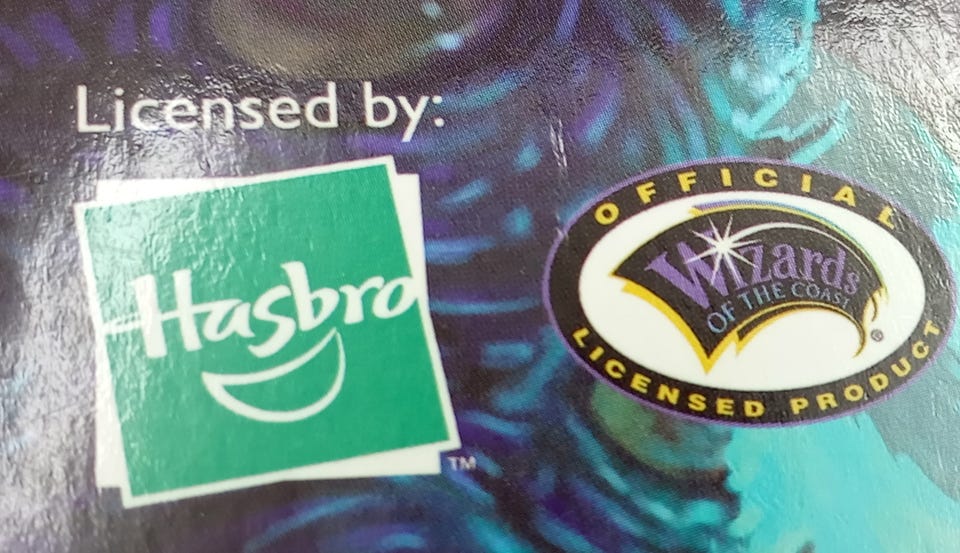 Licensed by:
Hasbro
TM
OFFICIAL
Wizards
OF THE COAST
®
LICENSED PRODUCT